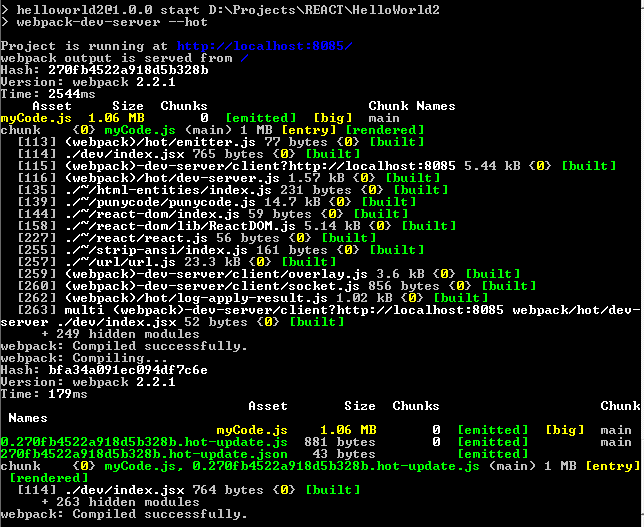 > helloworld2@1.0.0 start D:\Projects\REACT\HelloWorld2
> webpack-dev-server --hot
Project is running at http://localhost:8085/
webpack output is served from /
Hash: 270fb4522a918d5b328b
Version: webpack 2.2.1
Time: 2544ms
Asset Size Chunks Chunk Names
myCode.js 1.06 MB 0 [emitted] [big] main
chunk {0} myCode.js (main) 1 MB [entry] [rendered]
[113] (webpack)/hot/emitter.js 77 bytes {0} [built]
[114] ./dev/index.jsx 765 bytes {0} [built]
[115] (webpack)-dev-server/client?http://localhost:8085 5.44 kB {0} [built]
[116] (webpack)/hot/dev-server.js 1.57 kB {0} [built]
[135] ./~/html-entities/index.js 231 bytes {0} [built]
[139] ./~/punycode/punycode.js 14.7 kB {0} [built]
[144] ./~/react-dom/index.js 59 bytes {0} [built]
[158] ./~/react-dom/lib/ReactDOM.js 5.14 kB {0} [built]
[227] ./~/react/react.js 56 bytes {0} [built]
[255] ./~/strip-ansi/index.js 161 bytes {0} [built]
[257] ./~/url/url.js 23.3 kB {0} [built]
[259] (webpack)-dev-server/client/overlay.js 3.6 kB {0} [built]
[260] (webpack)-dev-server/client/socket.js 856 bytes {0} [built]
[262] (webpack)/hot/log-apply-result.js 1.02 kB {0} [built]
[263] multi (webpack)-dev-server/client?http://localhost:8085 webpack/hot/dev-
server ./dev/index.jsx 52 bytes {0} [built]
+ 249 hidden modules
webpack: Compiled successfully.
webpack: Compiling...
Hash: bfa34a091ec094df7c6e
Version: webpack 2.2.1
Time: 179ms
Asset Size Chunks Chunk
Names
myCode.js 1.06 MB 0 [emitted] [big] main
0.270fb4522a918d5b328b.hot-update.js 881 bytes 0 [emitted] main
270fb4522a918d5b328b.hot-update.json 43 bytes [emitted]
chunk {0} myCode.js, 0.270fb4522a918d5b328b.hot-update.js (main) 1 MB [entry]
[rendered]
[114] ./dev/index.jsx 764 bytes {0} [built]
+ 263 hidden modules
webpack: Compiled successfully.